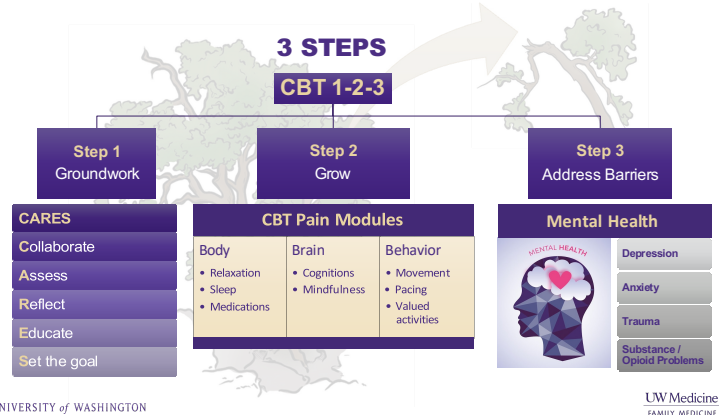 3 STEPS
CBT 1-2-3
Step 1
Groundwork
Step 2
Grow
Step 3
Address Barriers
CARES
Collaborate
Assess
Reflect
Educate
Set the goal
CBT Pain Modules
Body
• Relaxation
• Sleep
• Medications
Brain
• Cognitions
• Mindfulness
Behavior
• Movement
• Pacing
• Valued
activities
Mental Health
MENTAL HEALTH
Depression
Anxiety
Trauma
Substance /
Opioid Problems
NIVERSITY of WASHINGTON
UW Medicine
FAMILY MEDICINE